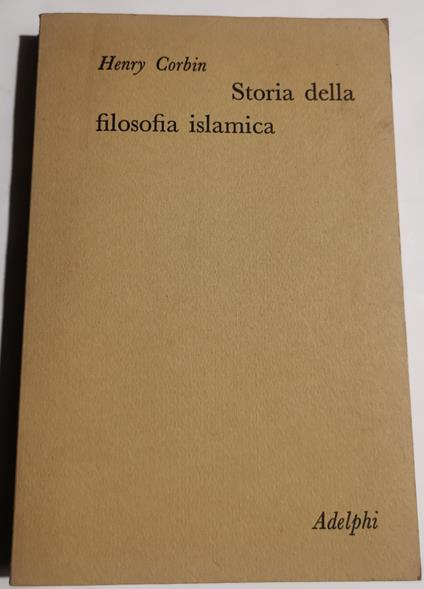 Henry Corbin
Storia della
filosofia islamica
Adelphi